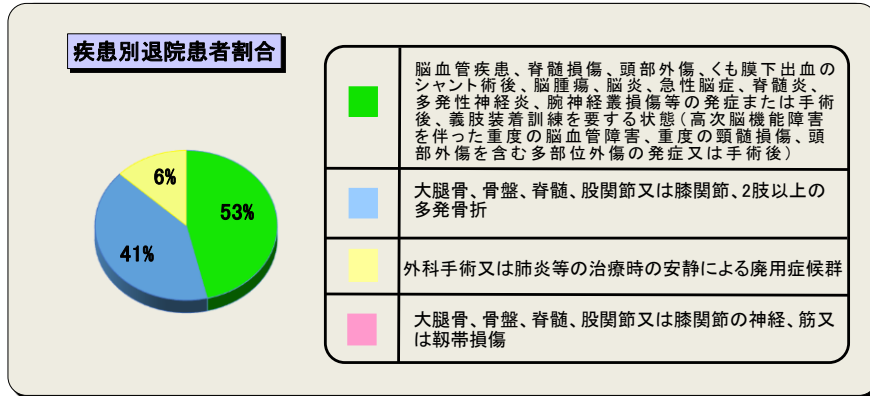 疾患別退院患者割合
6%
53%
41%
脳血管疾患、脊髄損傷、頭部外傷、くも膜下出血の
シャント術後、脳腫瘍、脳炎、急性脳症、脊髄炎、
多発性神経炎、腕神経叢損傷等の発症または手術
後、義肢装着訓練を要する状態(高次脳機能障害
を伴った重度の脳血管障害、重度の頸髄損傷、頭
部外傷を含む多部位外傷の発症又は手術後)
大腿骨、骨盤、脊髄、股関節又は膝関節、2肢以上の
多発骨折
外科手術又は肺炎等の治療時の安静による廃用症候群
大腿骨、骨盤、脊髄、股関節又は膝関節の神経、筋又
は靱帯損傷